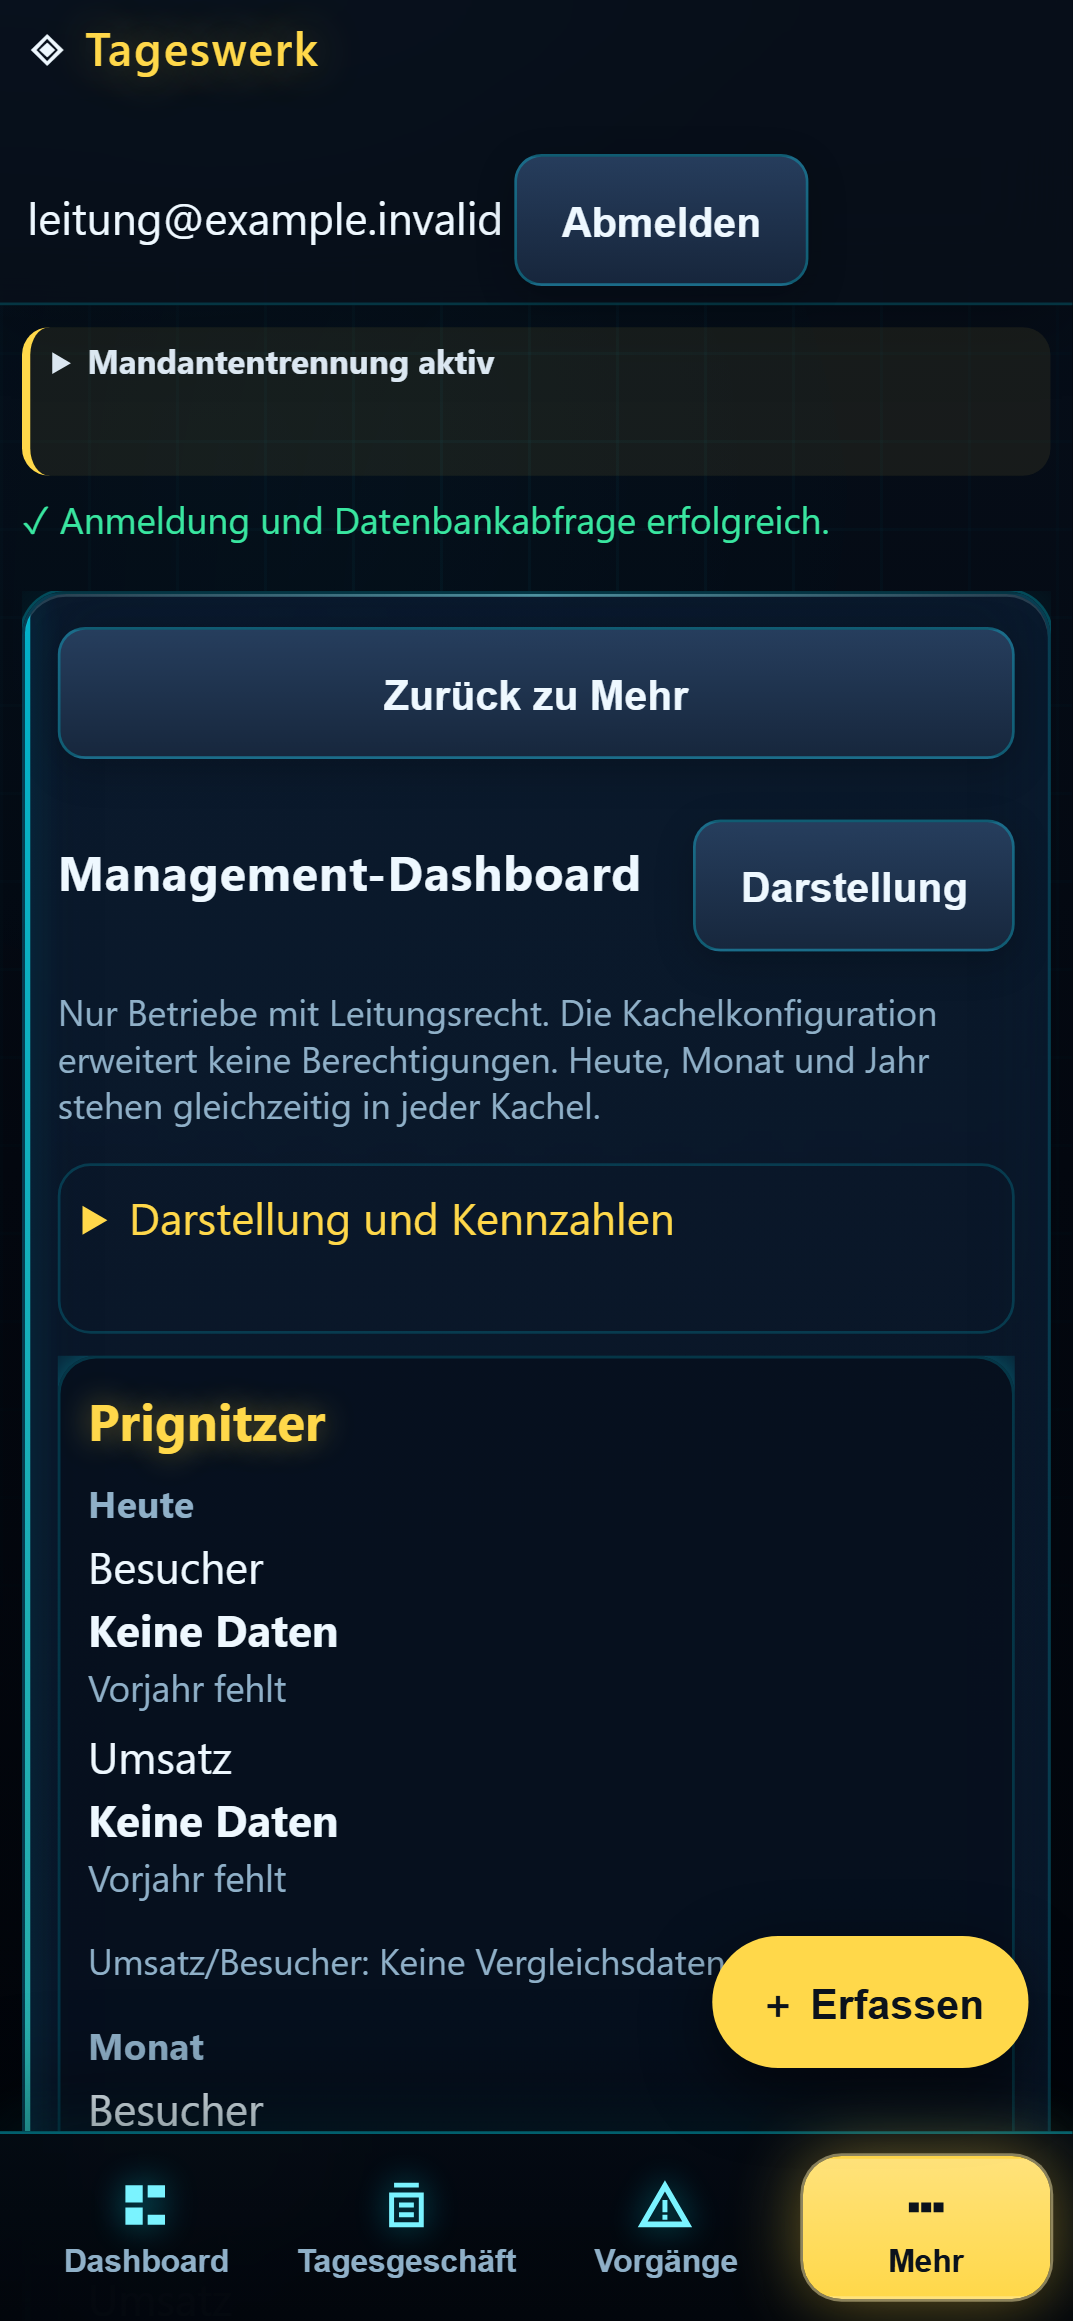 Tageswerk
leitung@example.invalid
Abmelden
Mandantentrennung aktiv
✓ Anmeldung und Datenbankabfrage erfolgreich.
Zurück zu Mehr
Management-Dashboard
Darstellung
Nur Betriebe mit Leitungsrecht. Die Kachelkonfiguration
erweitert keine Berechtigungen. Heute, Monat und Jahr
stehen gleichzeitig in jeder Kachel.
Darstellung und Kennzahlen
Prignitzer
Heute
Besucher
Keine Daten
Vorjahr fehlt
Umsatz
Keine Daten
Vorjahr fehlt
Umsatz/Besucher: Keine Vergleichsdaten
+ Erfassen
Monat
Besucher
Dashboard
Tagesgeschäft
Vorgänge
Mehr
Umsatz